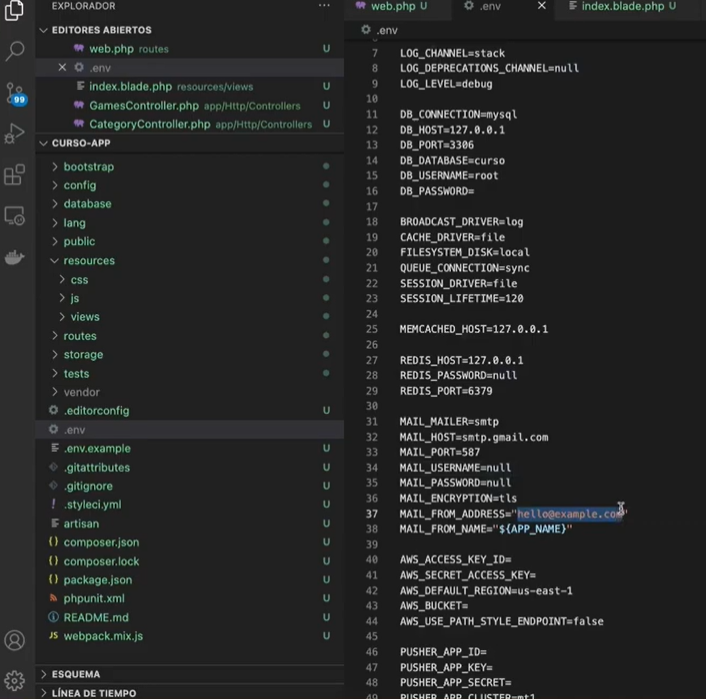 EXPLORADOR
EDITORES ABIERTOS
web.php routes U
.env
index.blade.php resources/views U
GamesController.php app/Http/Controllers U
CategoryController.php app/Http/Controllers U
CURSO-APP
bootstrap
config
database
lang
public
resources
css
js
views
routes
storage
tests
vendor
.editorconfig U
.env
.env.example U
.gitattributes U
.gitignore U
.styleci.yml U
artisan U
composer.json U
composer.lock U
package.json U
phpunit.xml U
README.md U
webpack.mix.js U
ESQUEMA
LÍNEA DE TIEMPO
99
web.php U
.env
index.blade.php U
.env
7 LOG_CHANNEL=stack
8 LOG_DEPRECATIONS_CHANNEL=null
9 LOG_LEVEL=debug
10
11 DB_CONNECTION=mysql
12 DB_HOST=127.0.0.1
13 DB_PORT=3306
14 DB_DATABASE=curso
15 DB_USERNAME=root
16 DB_PASSWORD=
17
18 BROADCAST_DRIVER=log
19 CACHE_DRIVER=file
20 FILESYSTEM_DISK=local
21 QUEUE_CONNECTION=sync
22 SESSION_DRIVER=file
23 SESSION_LIFETIME=120
24
25 MEMCACHED_HOST=127.0.0.1
26
27 REDIS_HOST=127.0.0.1
28 REDIS_PASSWORD=null
29 REDIS_PORT=6379
30
31 MAIL_MAILER=smtp
32 MAIL_HOST=smtp.gmail.com
33 MAIL_PORT=587
34 MAIL_USERNAME=null
35 MAIL_PASSWORD=null
36 MAIL_ENCRYPTION=tls
37 MAIL_FROM_ADDRESS="hello@example.com"
38 MAIL_FROM_NAME="${APP_NAME}"
39
40 AWS_ACCESS_KEY_ID=
41 AWS_SECRET_ACCESS_KEY=
42 AWS_DEFAULT_REGION=us-east-1
43 AWS_BUCKET=
44 AWS_USE_PATH_STYLE_ENDPOINT=false
45
46 PUSHER_APP_ID=
47 PUSHER_APP_KEY=
48 PUSHER_APP_SECRET=
49 PUSHER_APP_CLUSTER=mt1